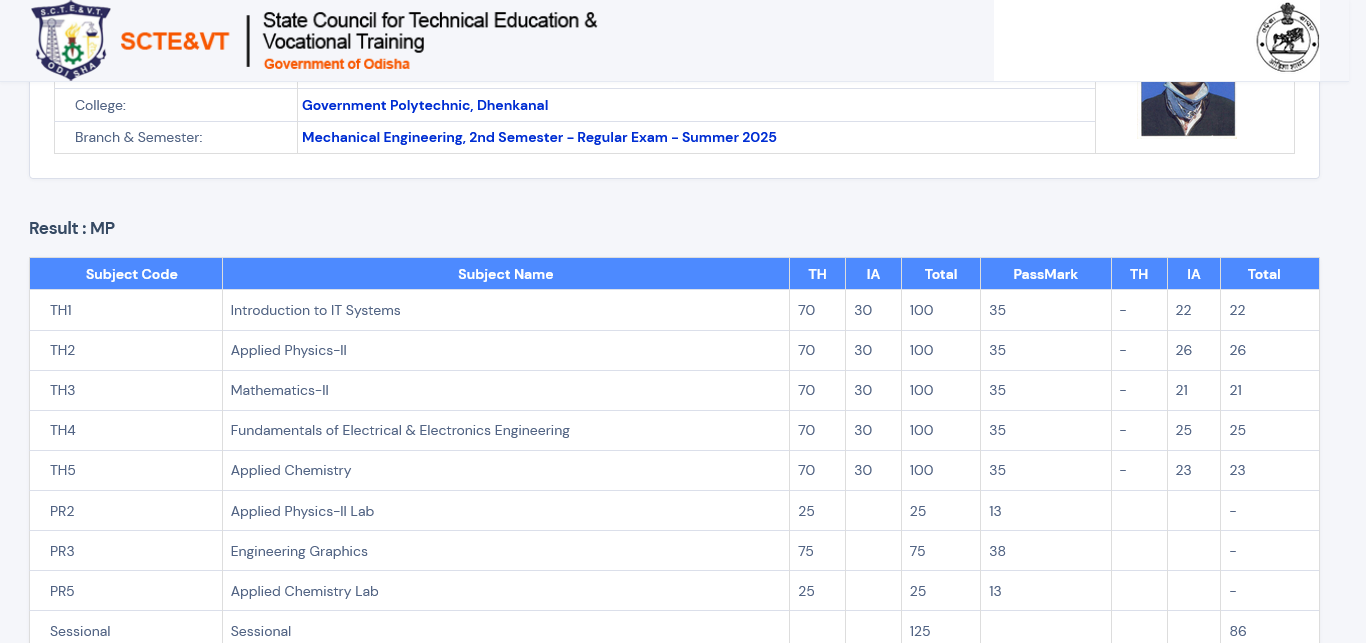 S.C.T.E.& V.T.
ODISHA
SCTE&VT
State Council for Technical Education &
Vocational Training
Government of Odisha
College: Government Polytechnic, Dhenkanal
Branch & Semester: Mechanical Engineering, 2nd Semester - Regular Exam - Summer 2025
Result : MP
Subject Code Subject Name TH IA Total PassMark TH IA Total
TH1 Introduction to IT Systems 70 30 100 35 - 22 22
TH2 Applied Physics-II 70 30 100 35 - 26 26
TH3 Mathematics-II 70 30 100 35 - 21 21
TH4 Fundamentals of Electrical & Electronics Engineering 70 30 100 35 - 25 25
TH5 Applied Chemistry 70 30 100 35 - 23 23
PR2 Applied Physics-II Lab 25 25 13 -
PR3 Engineering Graphics 75 75 38 -
PR5 Applied Chemistry Lab 25 25 13 -
Sessional Sessional 125 86